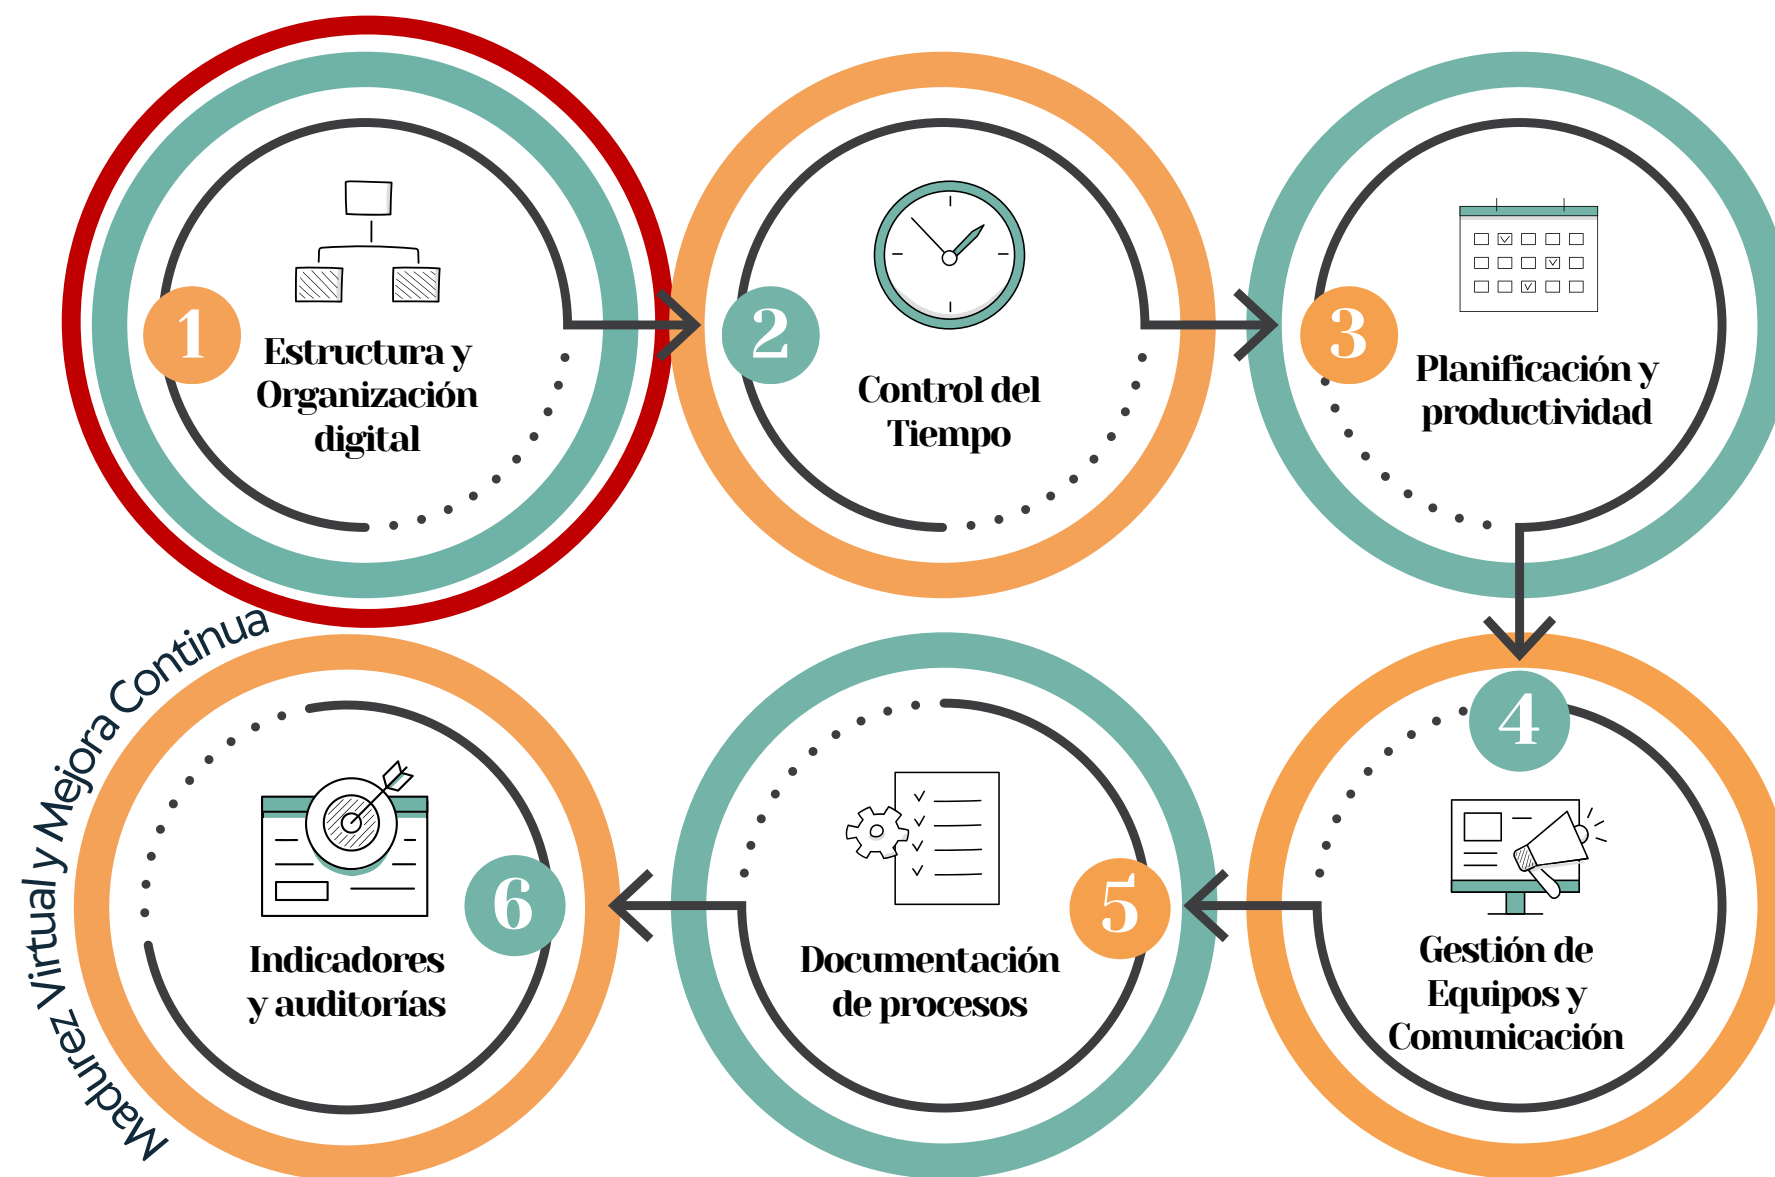 1
Estructura y
Organización
digital
2
Control del
Tiempo
3
Planificación y
productividad
4
Gestión de
Equipos y
Comunicación
5
Documentación
de procesos
6
Indicadores
y auditorías
Madurez Virtual y Mejora Continua